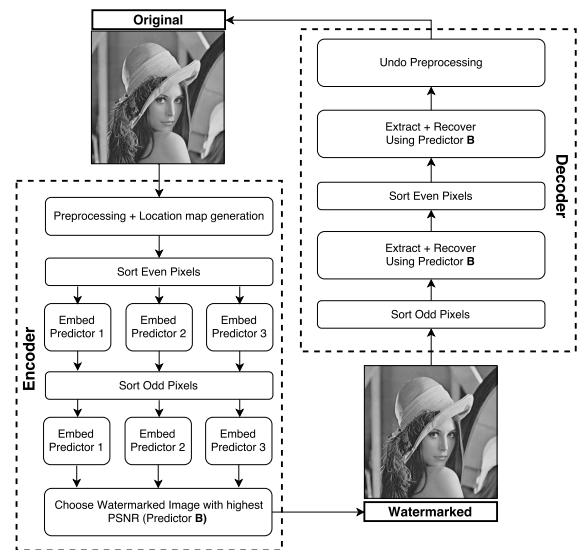 Original
Preprocessing + Location map generation
Sort Even Pixels
Embed
Predictor 1
Embed
Predictor 2
Embed
Predictor 3
Sort Odd Pixels
Embed
Predictor 1
Embed
Predictor 2
Embed
Predictor 3
Choose Watermarked Image with highest
PSNR (Predictor B)
Encoder
Undo Preprocessing
Extract + Recover
Using Predictor B
Sort Even Pixels
Extract + Recover
Using Predictor B
Sort Odd Pixels
Decoder
Watermarked